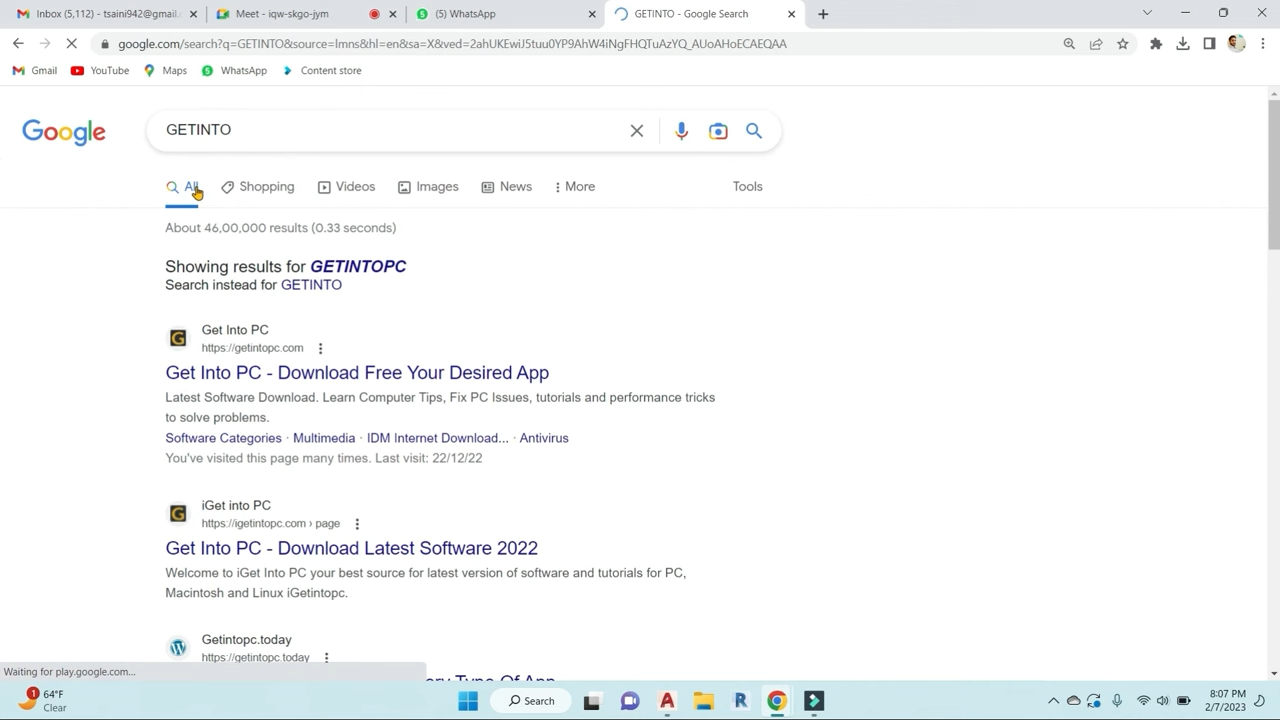 Inbox (5,112) - tsaini942@gmail.
Meet - iqw-skgo-jym
(5) WhatsApp
GETINTO - Google Search
google.com/search?q=GETINTO&source=lmns&hl=en&sa=X&ved=2ahUKEwiJ5tuu0YP9AhW4iNgFHQTuAzYQ_AUoAHoECAEQAA
Gmail
YouTube
Maps
5 WhatsApp
Content store
Google
GETINTO
All
Shopping
Videos
Images
News
More
Tools
About 46,00,000 results (0.33 seconds)
Showing results for GETINTOPC
Search instead for GETINTO
Get Into PC
https://getintopc.com
Get Into PC - Download Free Your Desired App
Latest Software Download. Learn Computer Tips, Fix PC Issues, tutorials and performance tricks
to solve problems.
Software Categories · Multimedia · IDM Internet Download... · Antivirus
You've visited this page many times. Last visit: 22/12/22
iGet into PC
https://igetintopc.com › page
Get Into PC - Download Latest Software 2022
Welcome to iGet Into PC your best source for latest version of software and tutorials for PC,
Macintosh and Linux iGetintopc.
Getintopc.today
https://getintopc.today
Type Of App
Waiting for play.google.com...
1
64°F
Clear
Search
8:07 PM
2/7/2023